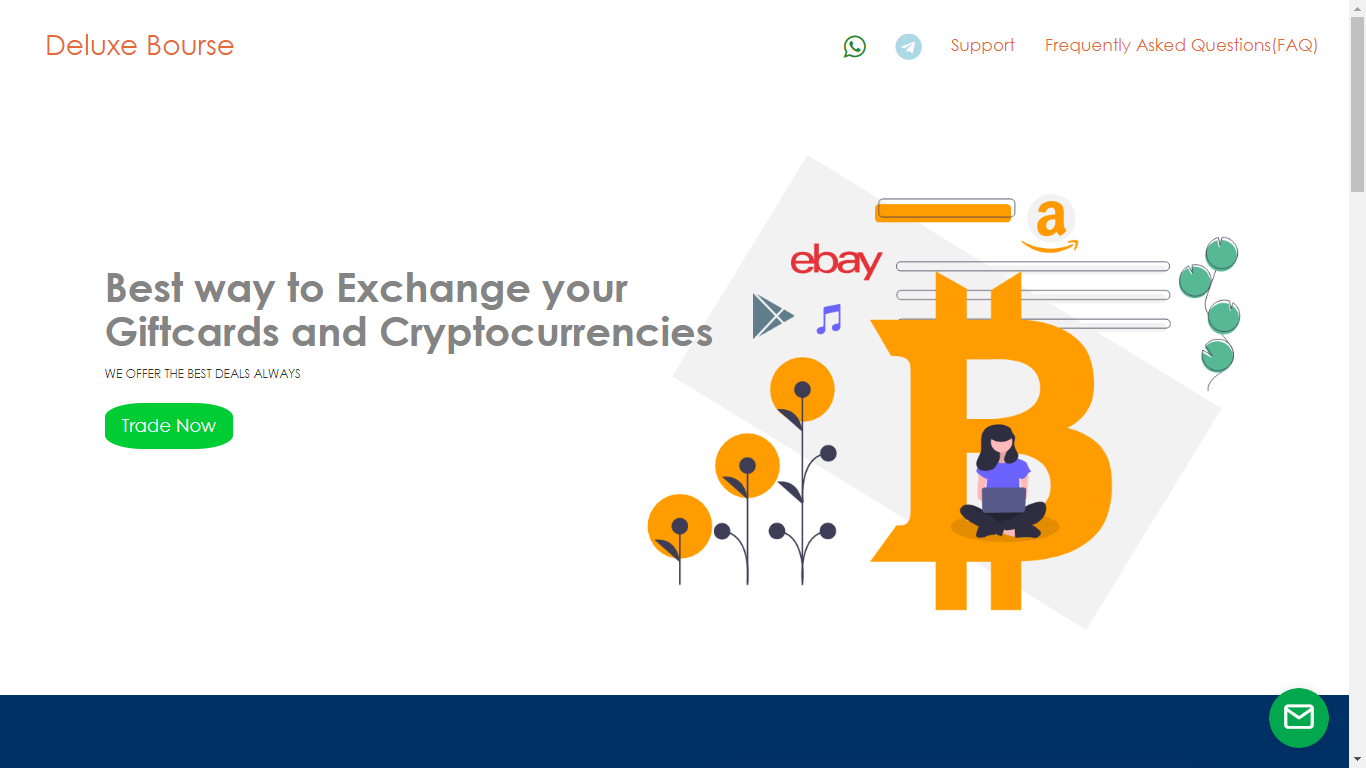 Deluxe Bourse
Support
Frequently Asked Questions(FAQ)
a
ebay
Best way to Exchange your
Giftcards and Cryptocurrencies
WE OFFER THE BEST DEALS ALWAYS
Trade Now